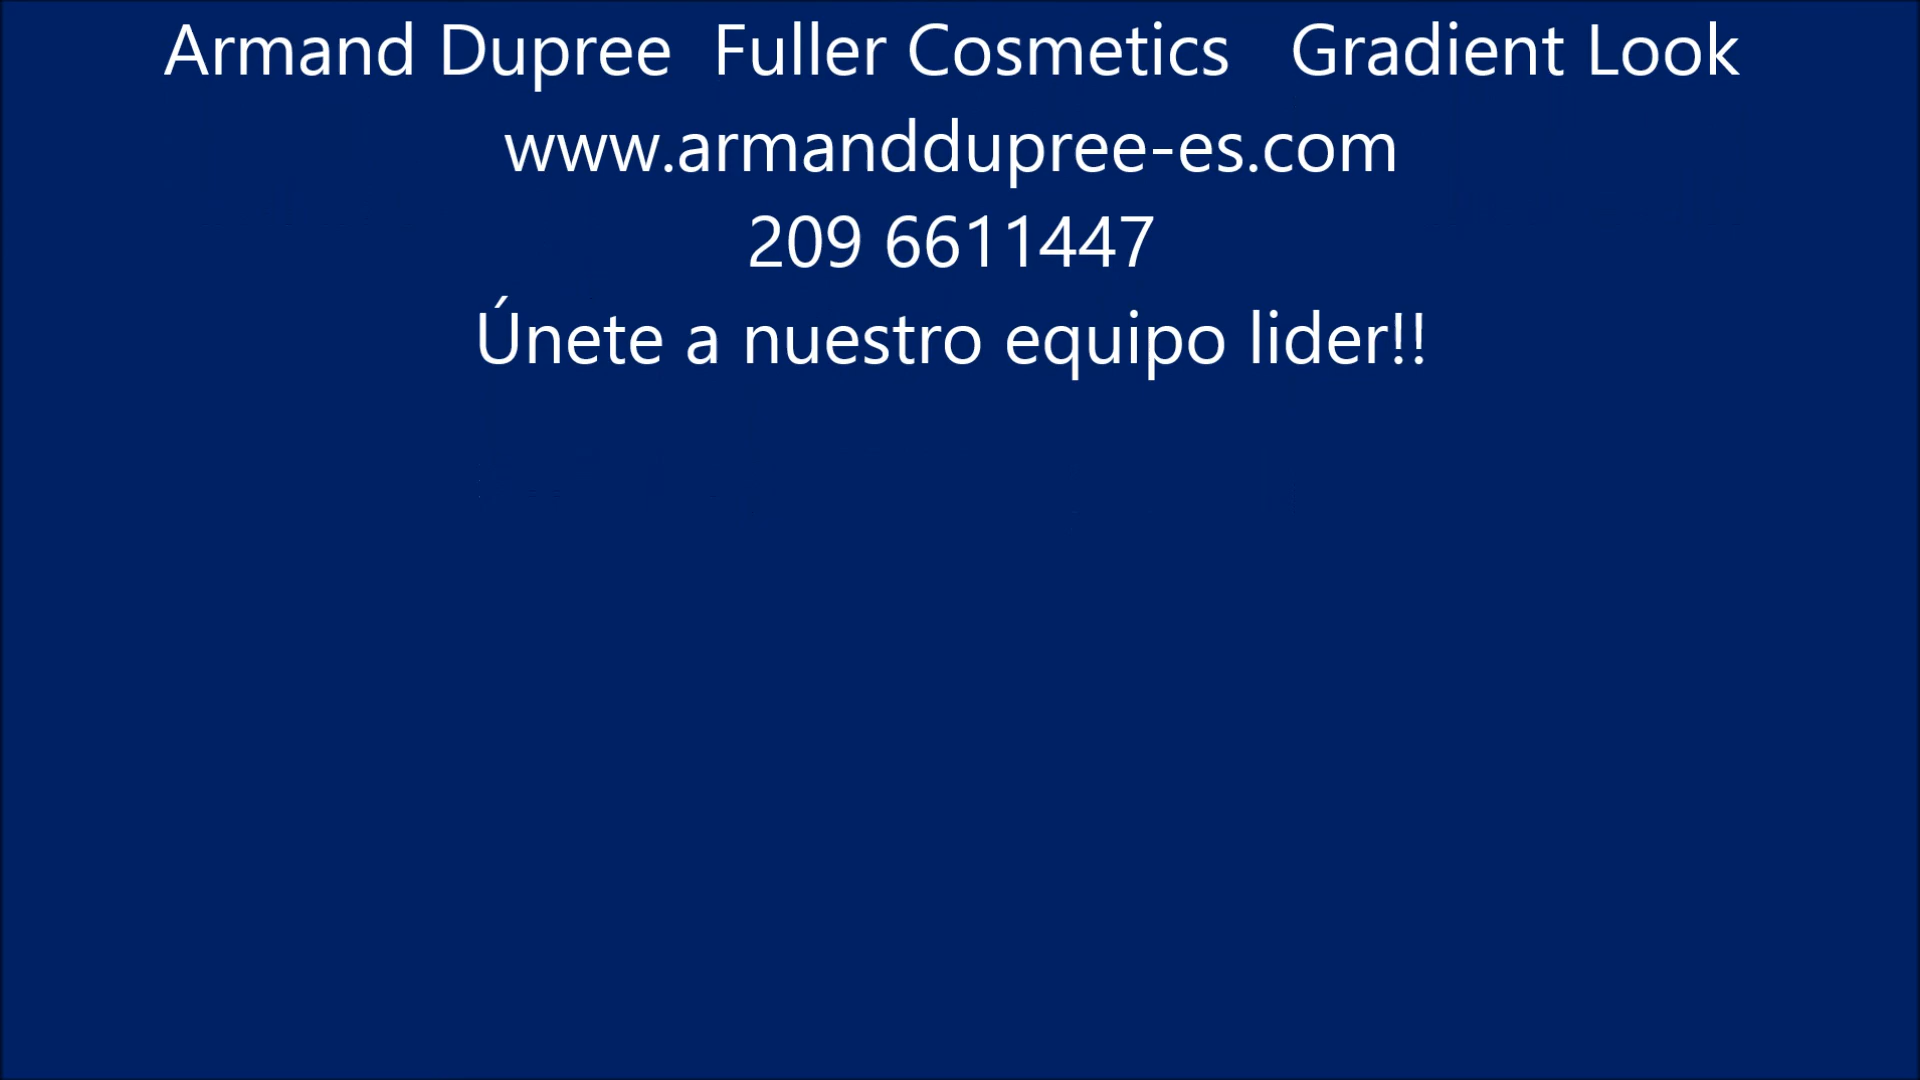 Armand Dupree  Fuller Cosmetics   Gradient Look
www.armanddupree-es.com
209 6611447
Únete a nuestro equipo lider!!